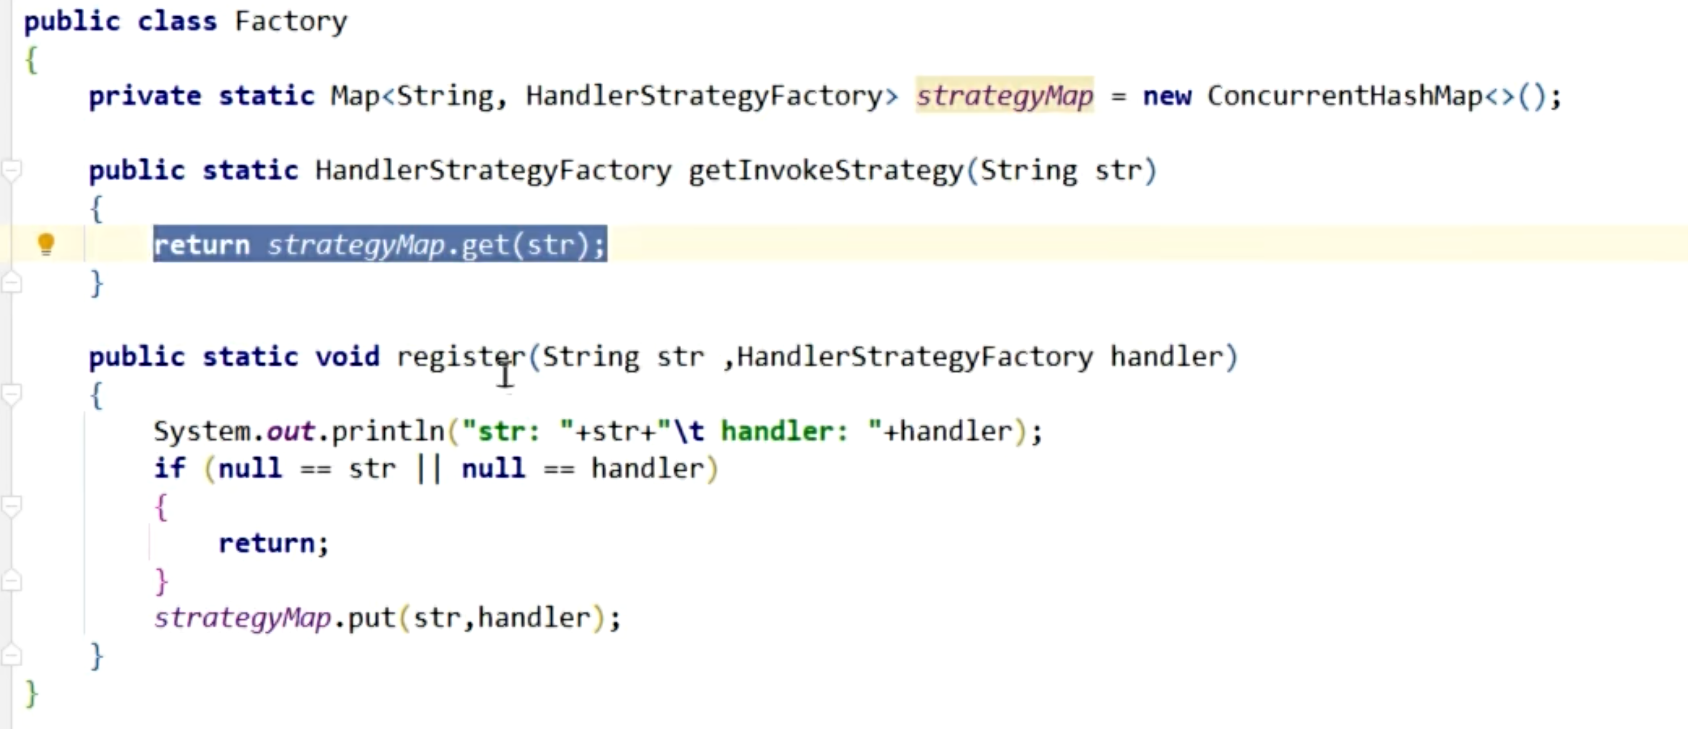 public class Factory
{
private static Map<String, HandlerStrategyFactory> strategyMap = new ConcurrentHashMap<>();
public static HandlerStrategyFactory getInvokeStrategy(String str)
{
return strategyMap.get(str);
}
public static void register(String str ,HandlerStrategyFactory handler)
{
System.out.println("str: "+str+"\t handler: "+handler);
if (null == str || null == handler)
{
return;
}
strategyMap.put(str,handler);
}
}